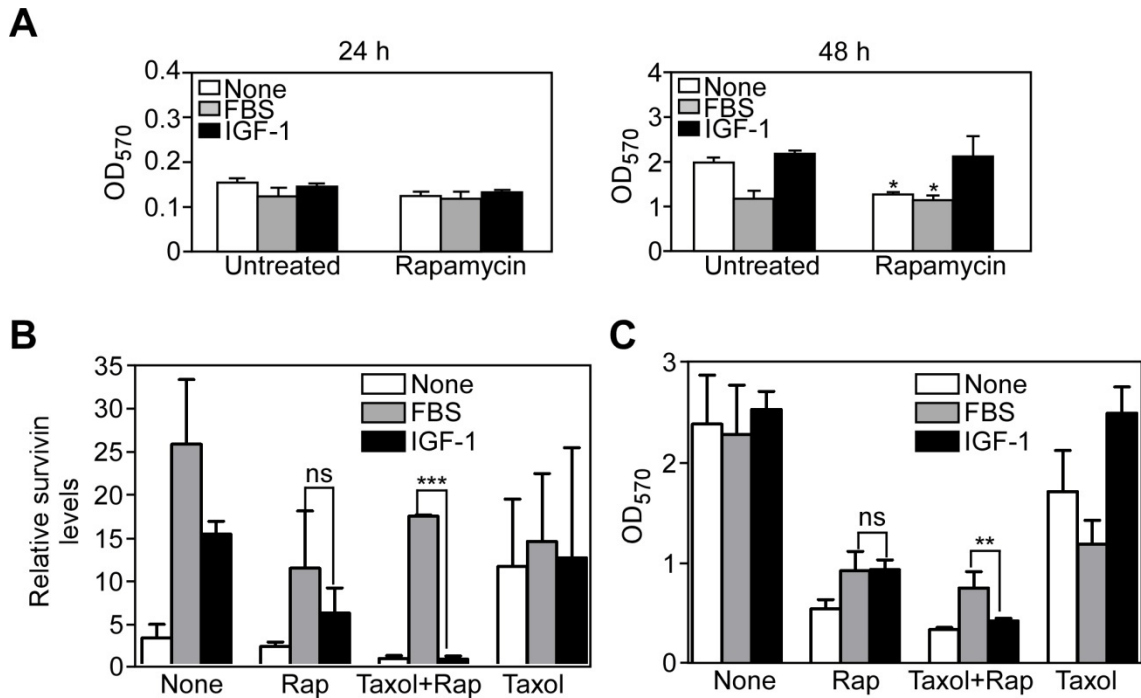 A
24 h
0.4
0.3
0.2
0.1
0
OD570
None
FBS
IGF-1
Untreated
Rapamycin
48 h
4
3
2
1
0
OD570
None
FBS
IGF-1
*
*
Untreated
Rapamycin
B
35
30
25
20
15
10
5
0
Relative survivin
levels
None
FBS
IGF-1
ns
***
None
Rap
Taxol+Rap
Taxol
C
3
2
1
0
OD570
None
FBS
IGF-1
ns
**
None
Rap
Taxol+Rap
Taxol